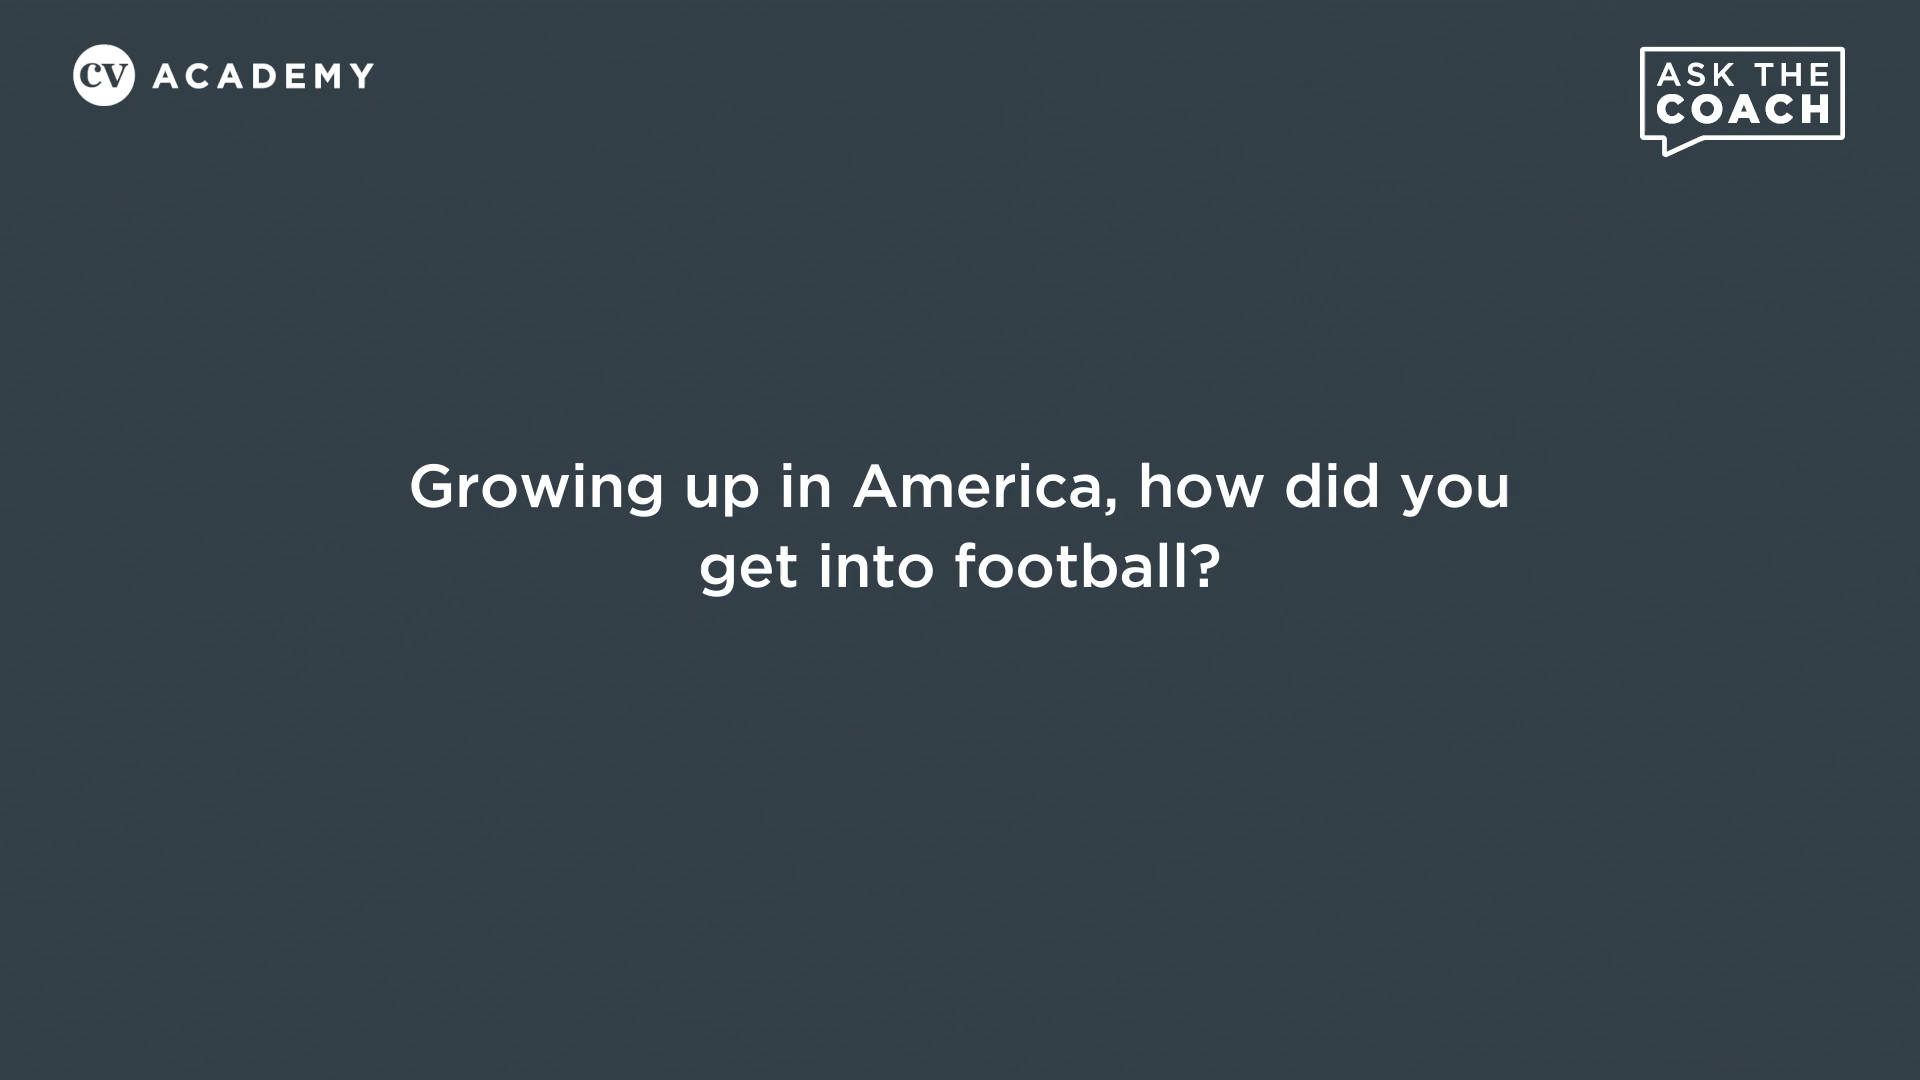 CV ACADEMY
ASK THE
COACH
Growing up in America, how did you
get into football?